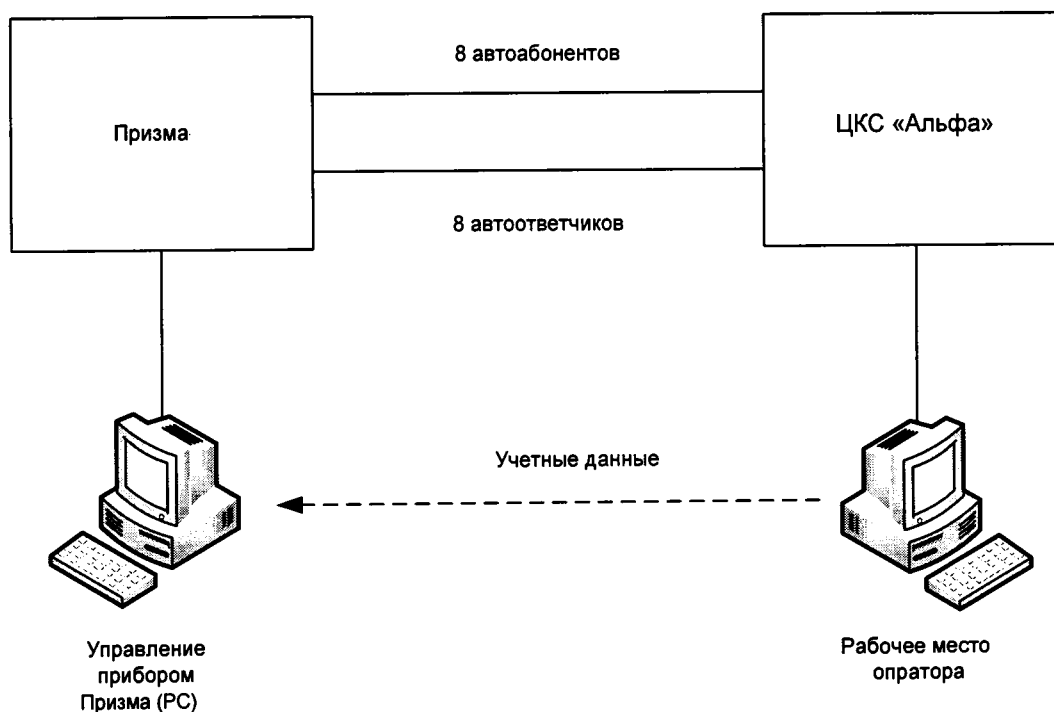 8 автоабонентов
Призма
ЦКС «Альфа»
8 автоответчиков
Учетные данные
Управление
прибором
Призма (PC)
Рабочее место
опратора